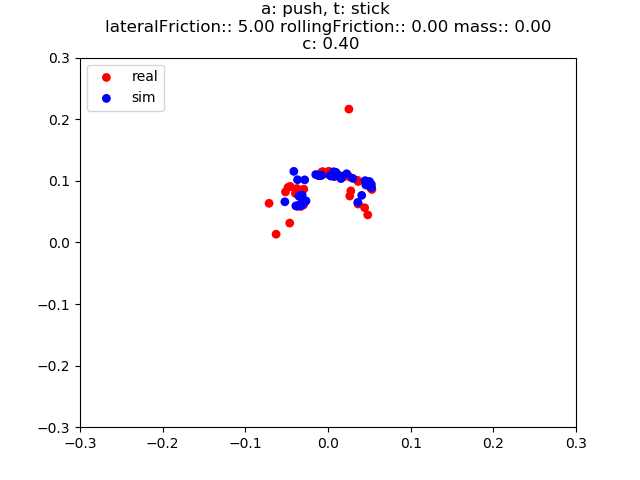 a: push, t: stick
lateralFriction:: 5.00 rollingFriction:: 0.00 mass:: 0.00
c: 0.40
real
sim
0.3
0.2
0.1
0.0
−0.1
−0.2
−0.3
−0.3 −0.2 −0.1 0.0 0.1 0.2 0.3